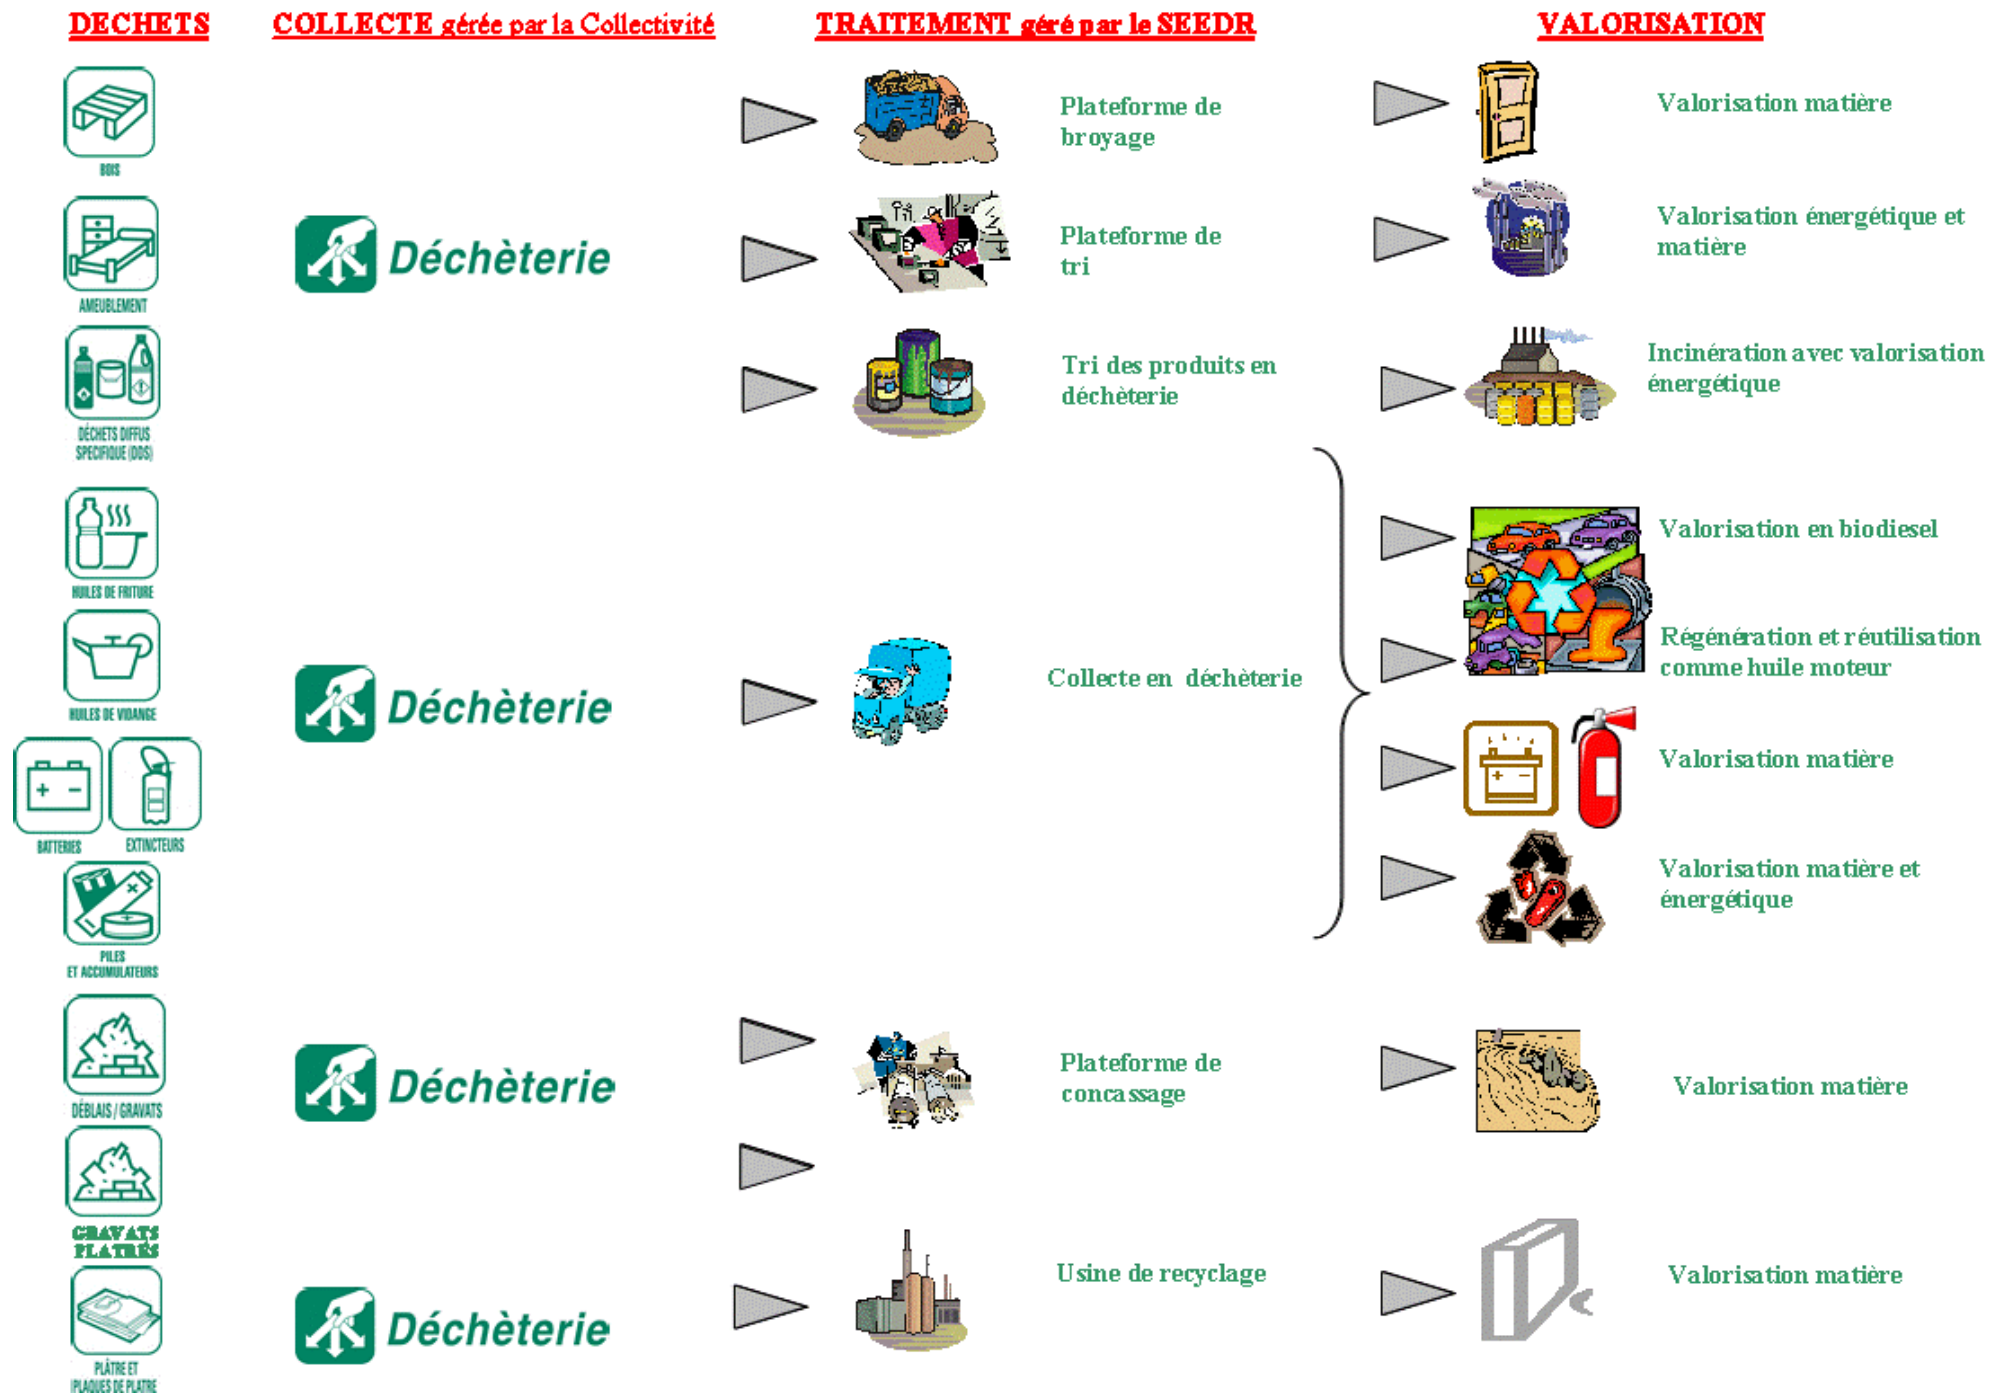 DECHETS
COLLECTE gérée par la Collectivité
TRAITEMENT géré par le SEEDR
VALORISATION
BOIS
Plateforme de
broyage
Valorisation matière
AMEUBLEMENT
Déchèterie
Plateforme de
tri
Valorisation énergétique et
matière
DÉCHETS DIFFUS
SPECIFIQUE (DDS)
Tri des produits en
déchèterie
Incinération avec valorisation
énergétique
HUILES DE FRITURE
Valorisation en biodiesel
HUILES DE VIDANGE
Déchèterie
Collecte en déchèterie
Régénération et réutilisation
comme huile moteur
BATTERIES
EXTINCTEURS
Valorisation matière
PILES
ET ACCUMULATEURS
Valorisation matière et
énergétique
DÉBLAIS / GRAVATS
Déchèterie
Plateforme de
concassage
Valorisation matière
GRAVATS
PLATRÉS
PLÂTRE ET
PLAQUES DE PLATRE
Déchèterie
Usine de recyclage
Valorisation matière